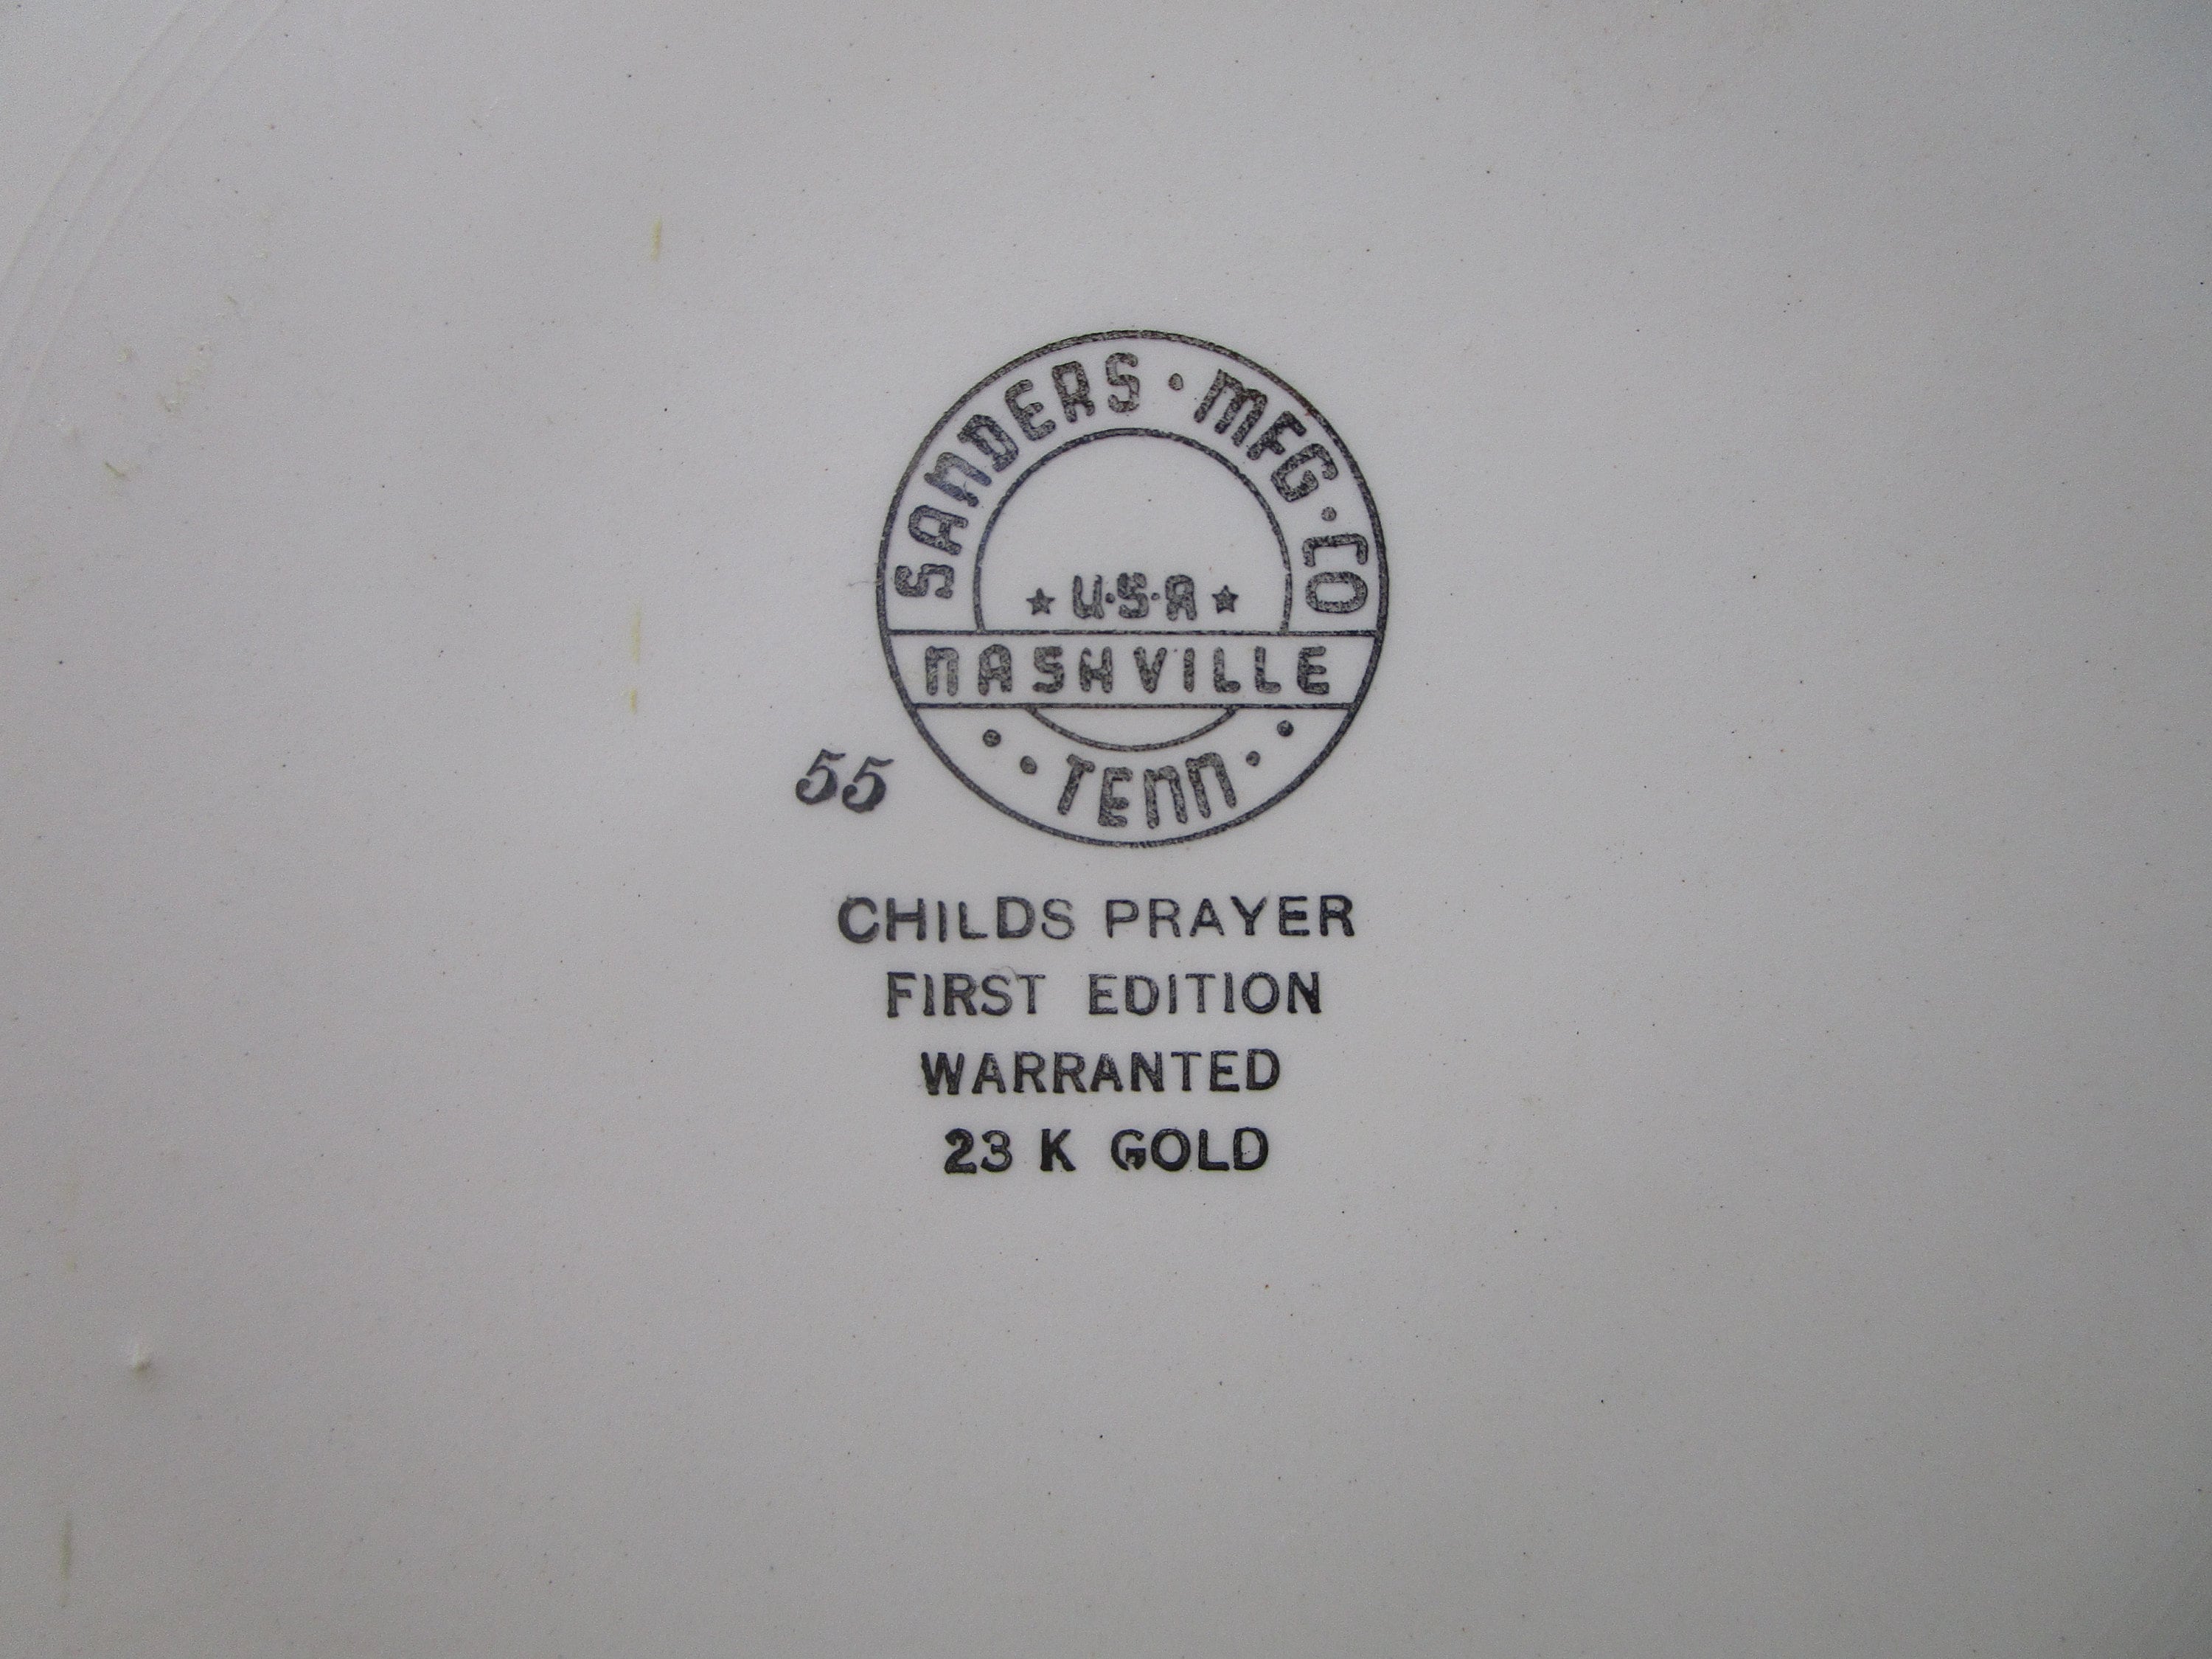 SANDERS · MFG · CO
★ U·S·A ★
NASHVILLE
· · TENN · ·
55
CHILDS PRAYER
FIRST EDITION
WARRANTED
23 K GOLD